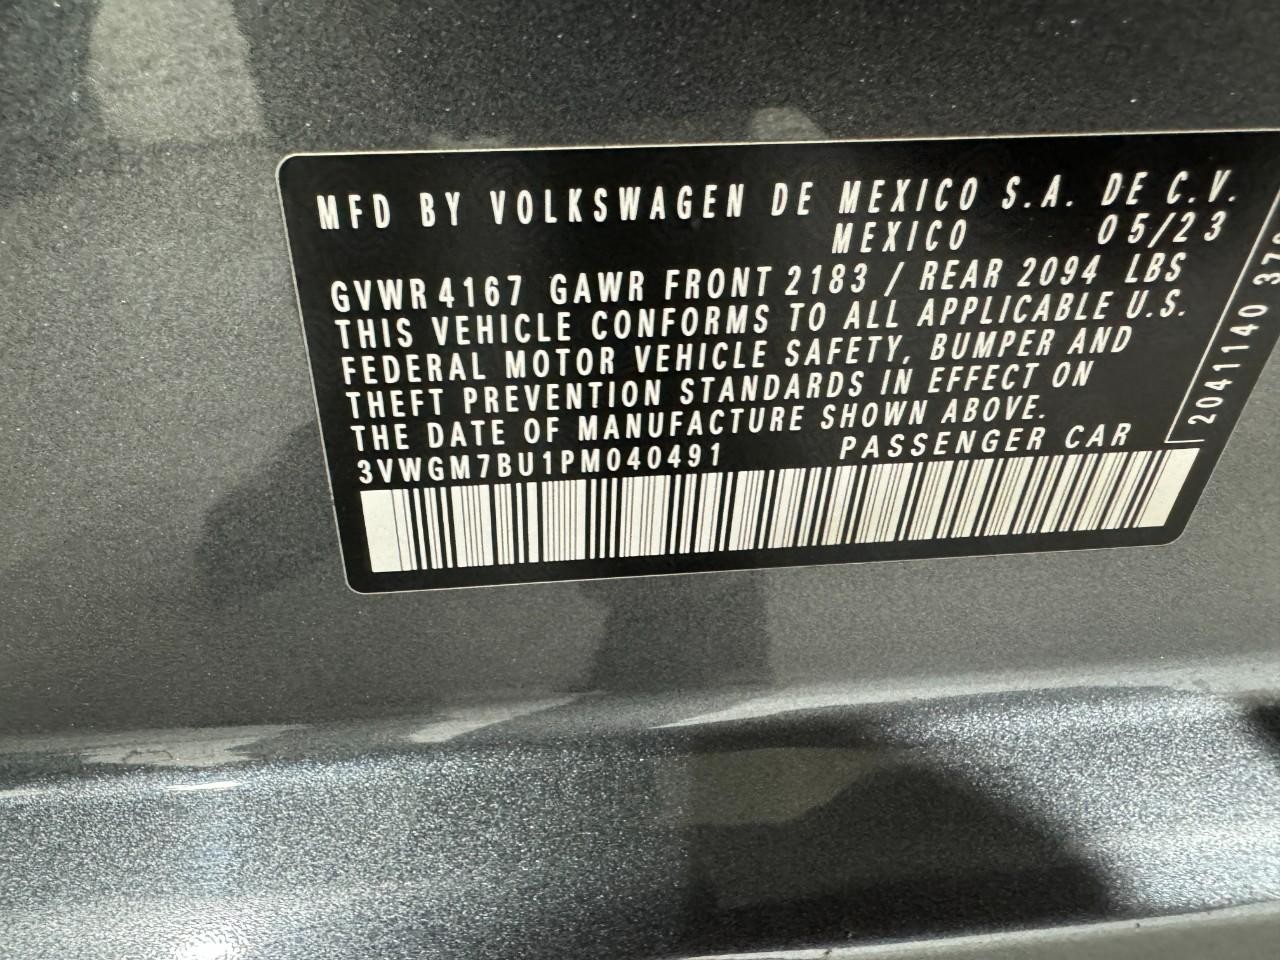 MFD BY VOLKSWAGEN DE MEXICO S.A. DE C.V.
MEXICO 05/23
GVWR 4167 GAWR FRONT 2183 / REAR 2094 LBS
THIS VEHICLE CONFORMS TO ALL APPLICABLE U.S.
FEDERAL MOTOR VEHICLE SAFETY, BUMPER AND
THEFT PREVENTION STANDARDS IN EFFECT ON
THE DATE OF MANUFACTURE SHOWN ABOVE.
3VWGM7BU1PM040491 PASSENGER CAR
2041140